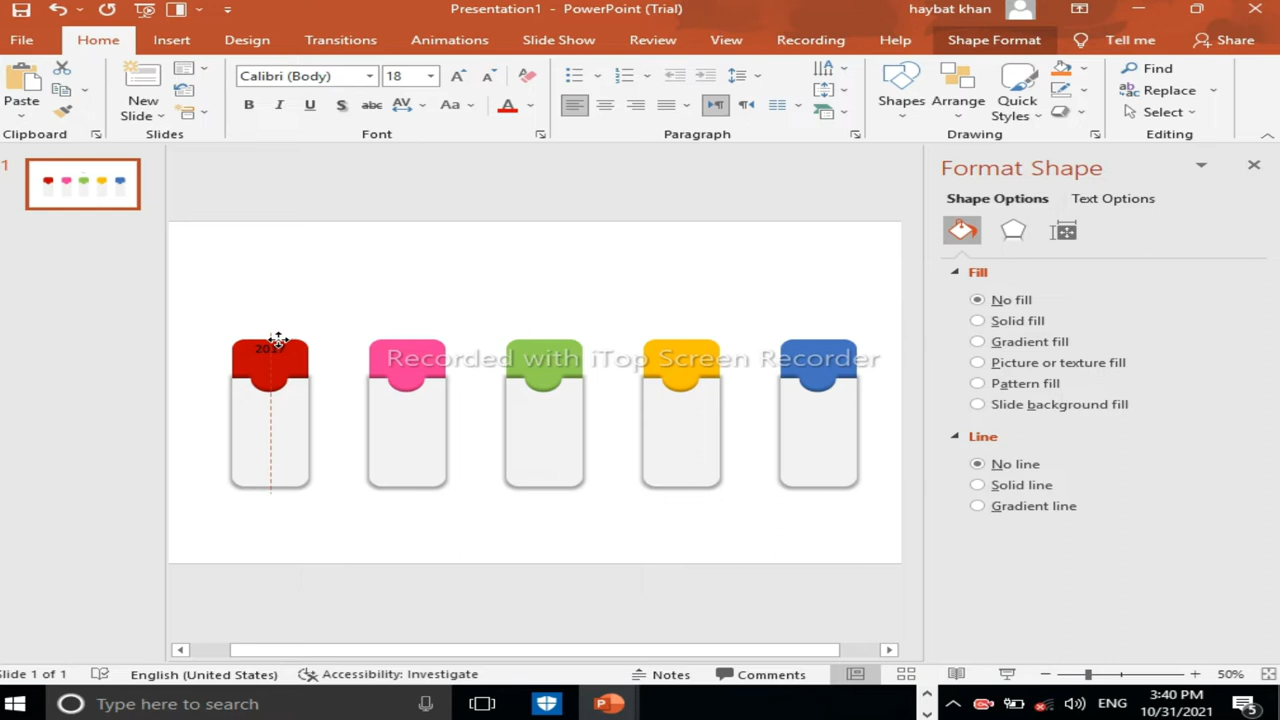 Presentation1 - PowerPoint (Trial)
haybat khan
File
Home
Insert
Design
Transitions
Animations
Slide Show
Review
View
Recording
Help
Shape Format
Tell me
Share
Paste
New
Slide
Calibri (Body)
18
Shapes
Arrange
Quick
Styles
Find
Replace
Select
Clipboard
Slides
Font
Paragraph
Drawing
Editing
1
Format Shape
Shape Options
Text Options
Fill
No fill
Solid fill
Gradient fill
Picture or texture fill
Pattern fill
Slide background fill
Line
No line
Solid line
Gradient line
2017
Recorded with iTop Screen Recorder
Slide 1 of 1
English (United States)
Accessibility: Investigate
Notes
Comments
50%
Type here to search
ENG
3:40 PM
10/31/2021
5